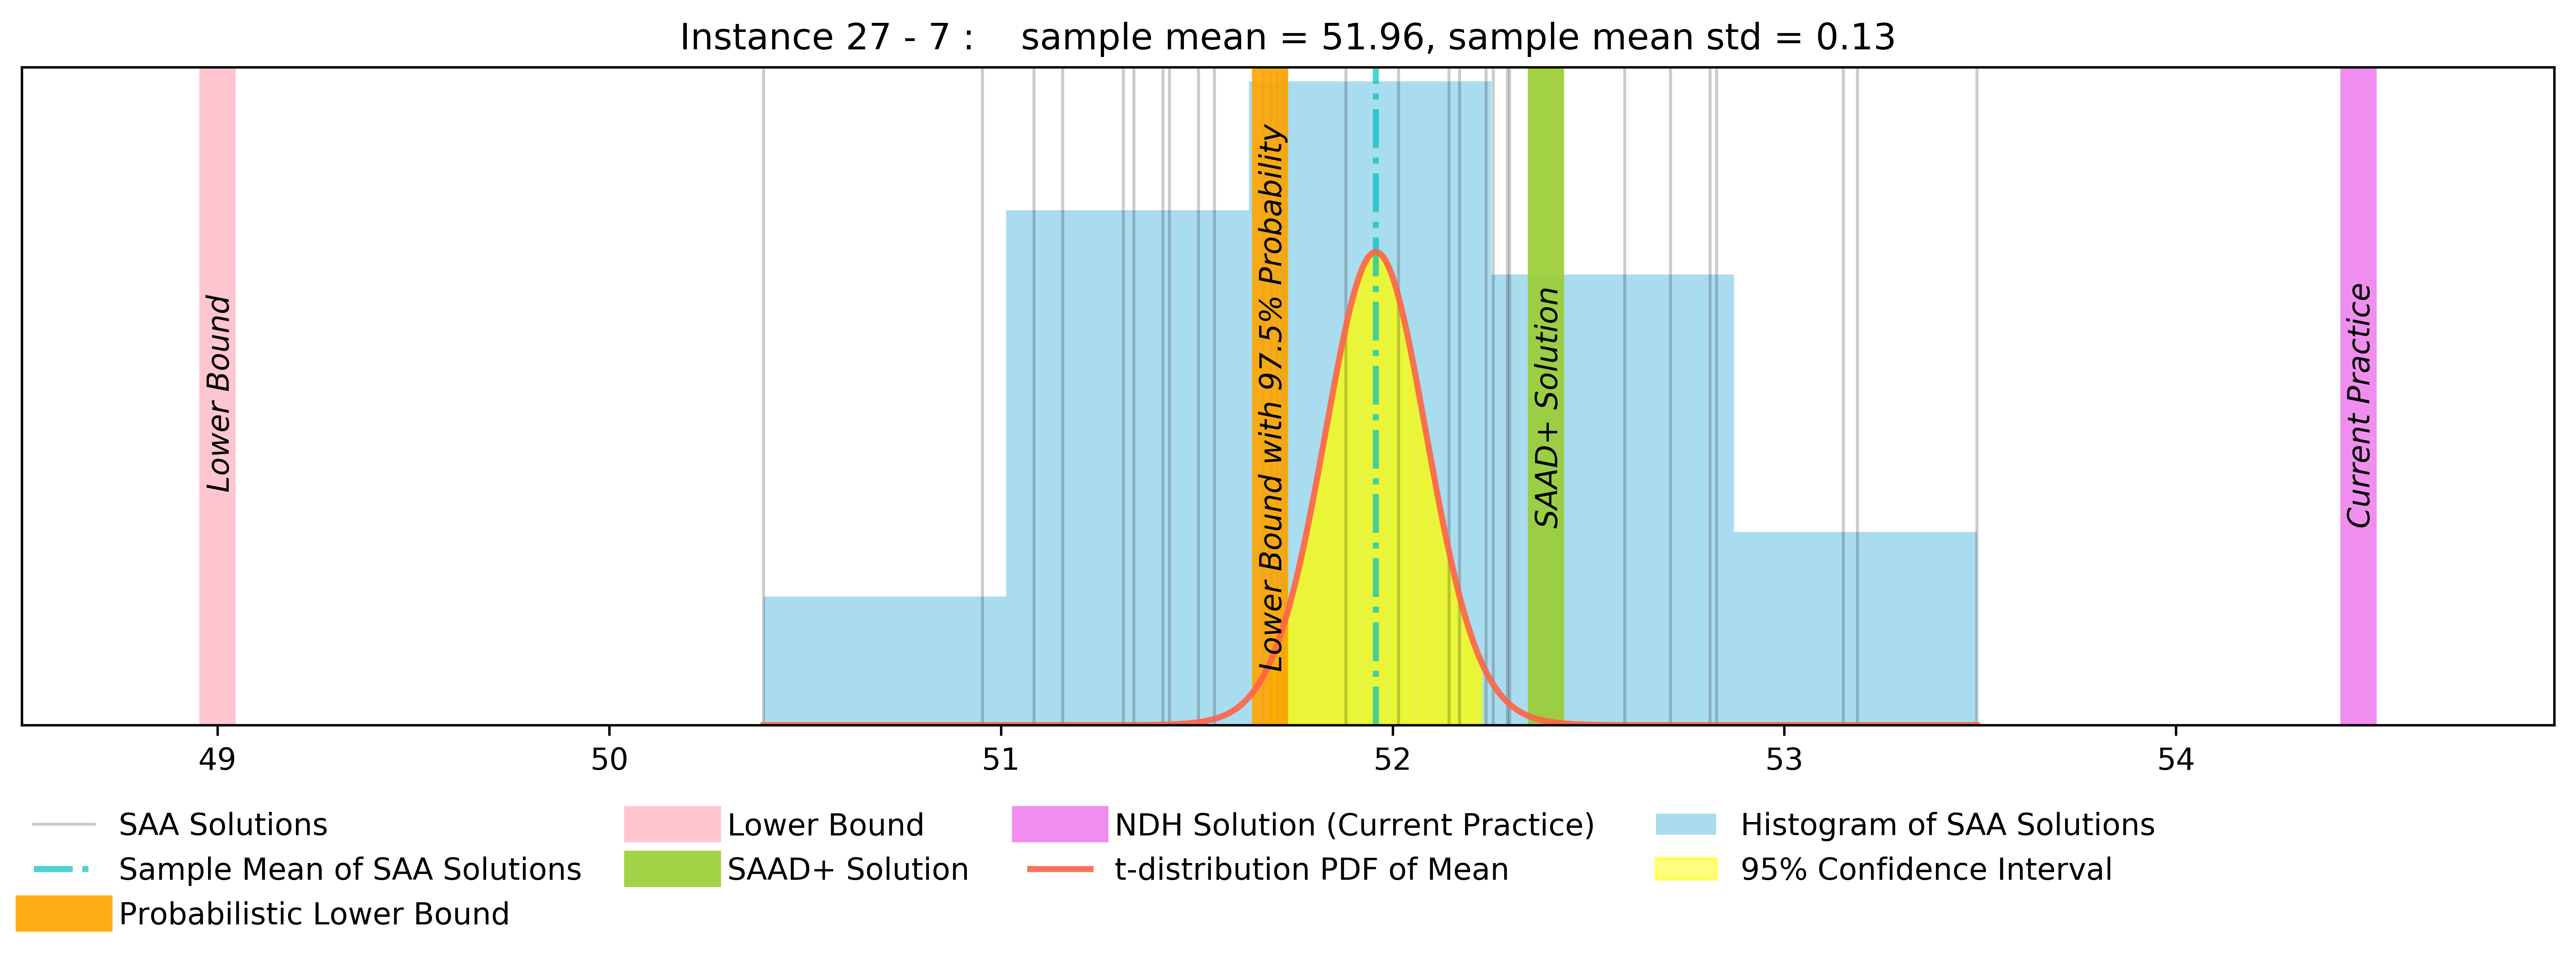 Instance 27 - 7 :    sample mean = 51.96, sample mean std = 0.13
Lower Bound
Lower Bound with 97.5% Probability
SAAD+ Solution
Current Practice
49
50
51
52
53
54
SAA Solutions
Sample Mean of SAA Solutions
Probabilistic Lower Bound
Lower Bound
SAAD+ Solution
NDH Solution (Current Practice)
t-distribution PDF of Mean
Histogram of SAA Solutions
95% Confidence Interval